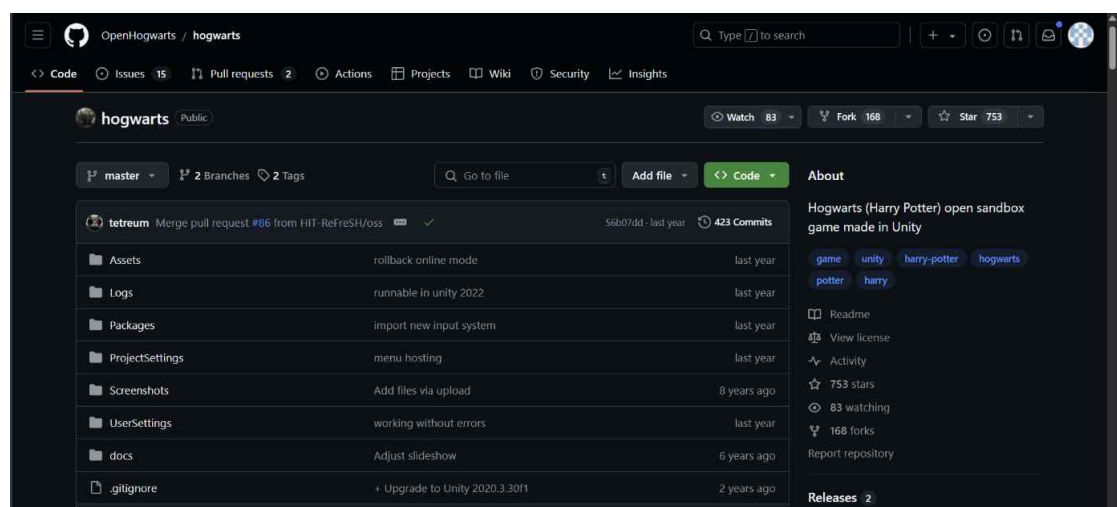 OpenHogwarts / hogwarts
Type / to search
Code Issues 15 Pull requests 2 Actions Projects Wiki Security Insights
hogwarts Public
Watch 83 Fork 168 Star 753
master 2 Branches 2 Tags Go to file t Add file Code
About
Hogwarts (Harry Potter) open sandbox
game made in Unity
tetreum Merge pull request #86 from HIT-ReFreSH/oss 56b07dd · last year 423 Commits
Assets rollback online mode last year
Logs runnable in unity 2022 last year
Packages import new input system last year
ProjectSettings menu hosting last year
Screenshots Add files via upload 8 years ago
UserSettings working without errors last year
docs Adjust slideshow 6 years ago
.gitignore + Upgrade to Unity 2020.3.30f1 2 years ago
game unity harry-potter hogwarts
potter harry
Readme
View license
Activity
753 stars
83 watching
168 forks
Report repository
Releases 2